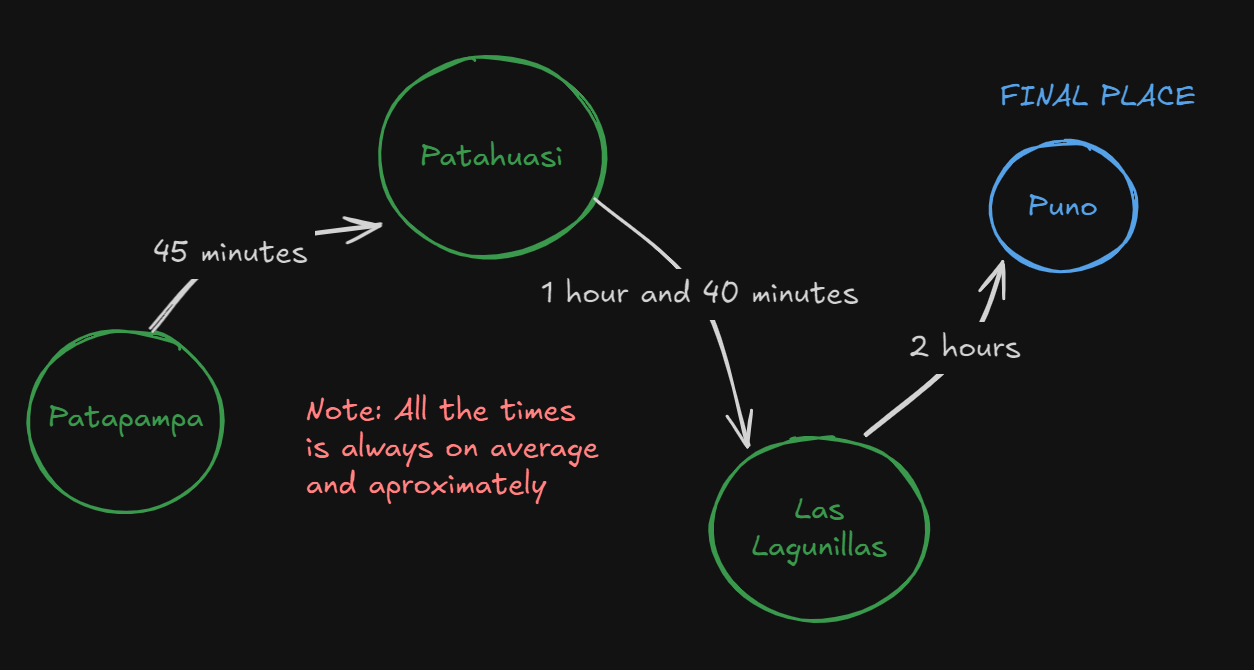 FINAL PLACE
Patahuasi
Puno
45 minutes
1 hour and 40 minutes
2 hours
Patapampa
Note: All the times
is always on average
and aproximately
Las
Lagunillas